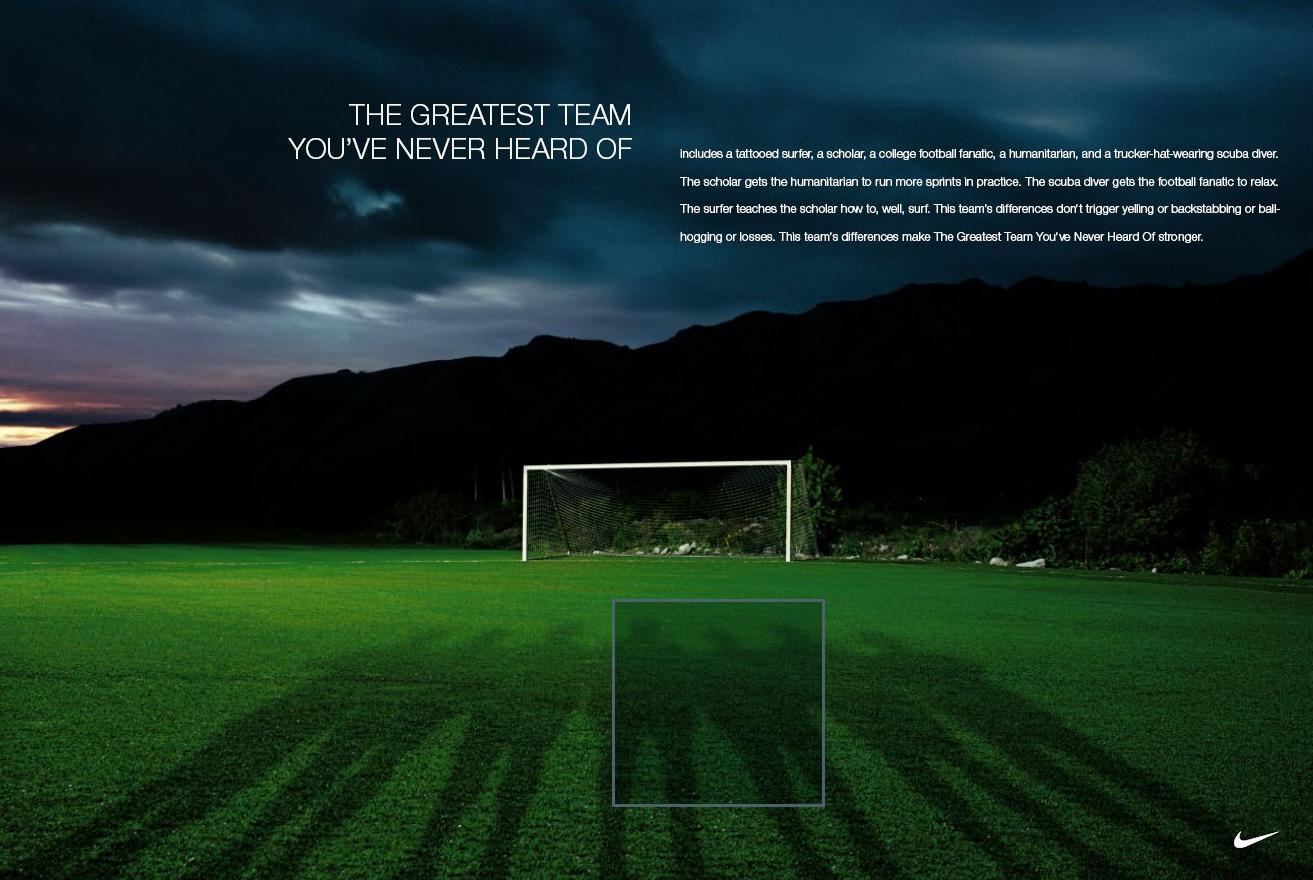 THE GREATEST TEAM
YOU'VE NEVER HEARD OF
includes a tattooed surfer, a scholar, a college football fanatic, a humanitarian, and a trucker-hat-wearing scuba diver.
The scholar gets the humanitarian to run more sprints in practice. The scuba diver gets the football fanatic to relax.
The surfer teaches the scholar how to, well, surf. This team's differences don't trigger yelling or backstabbing or ball-
hogging or losses. This team's differences make The Greatest Team You've Never Heard Of stronger.